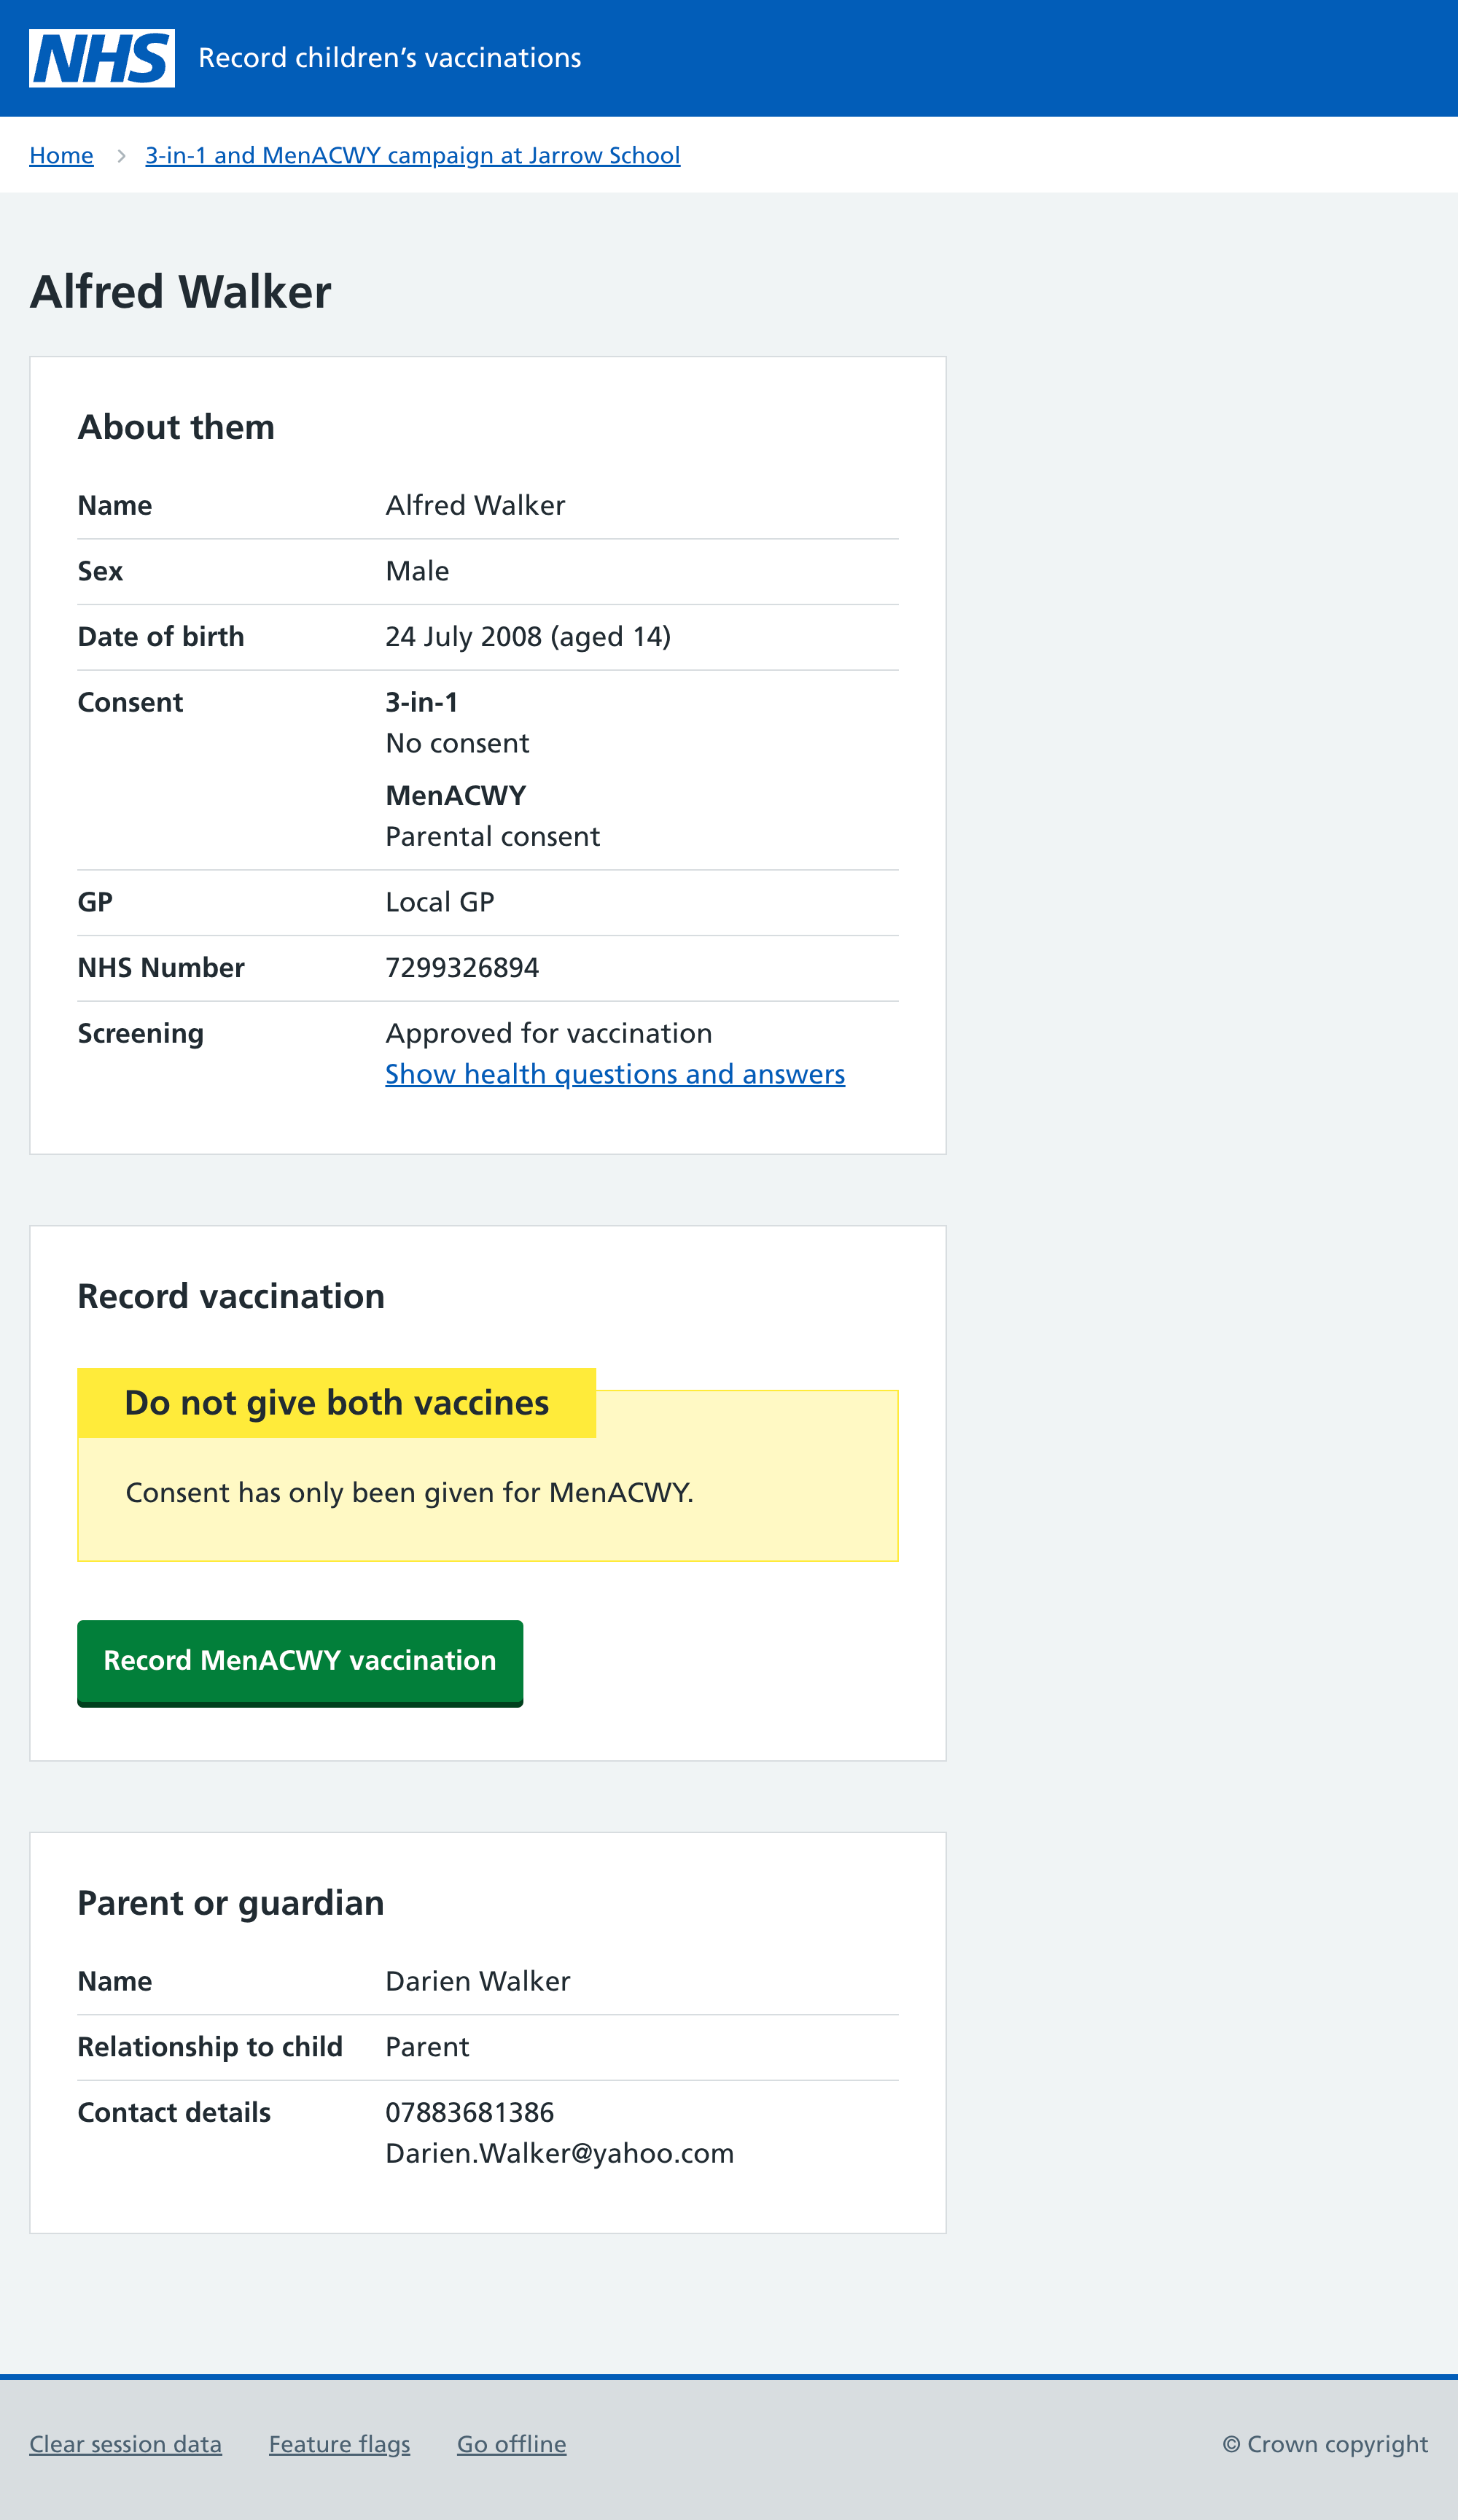 NHS Record children’s vaccinations
Home 3-in-1 and MenACWY campaign at Jarrow School
Alfred Walker
About them
Name Alfred Walker
Sex Male
Date of birth 24 July 2008 (aged 14)
Consent 3-in-1
No consent
MenACWY
Parental consent
GP Local GP
NHS Number 7299326894
Screening Approved for vaccination
Show health questions and answers
Record vaccination
Do not give both vaccines
Consent has only been given for MenACWY.
Record MenACWY vaccination
Parent or guardian
Name Darien Walker
Relationship to child Parent
Contact details 07883681386
Darien.Walker@yahoo.com
Clear session data Feature flags Go offline © Crown copyright